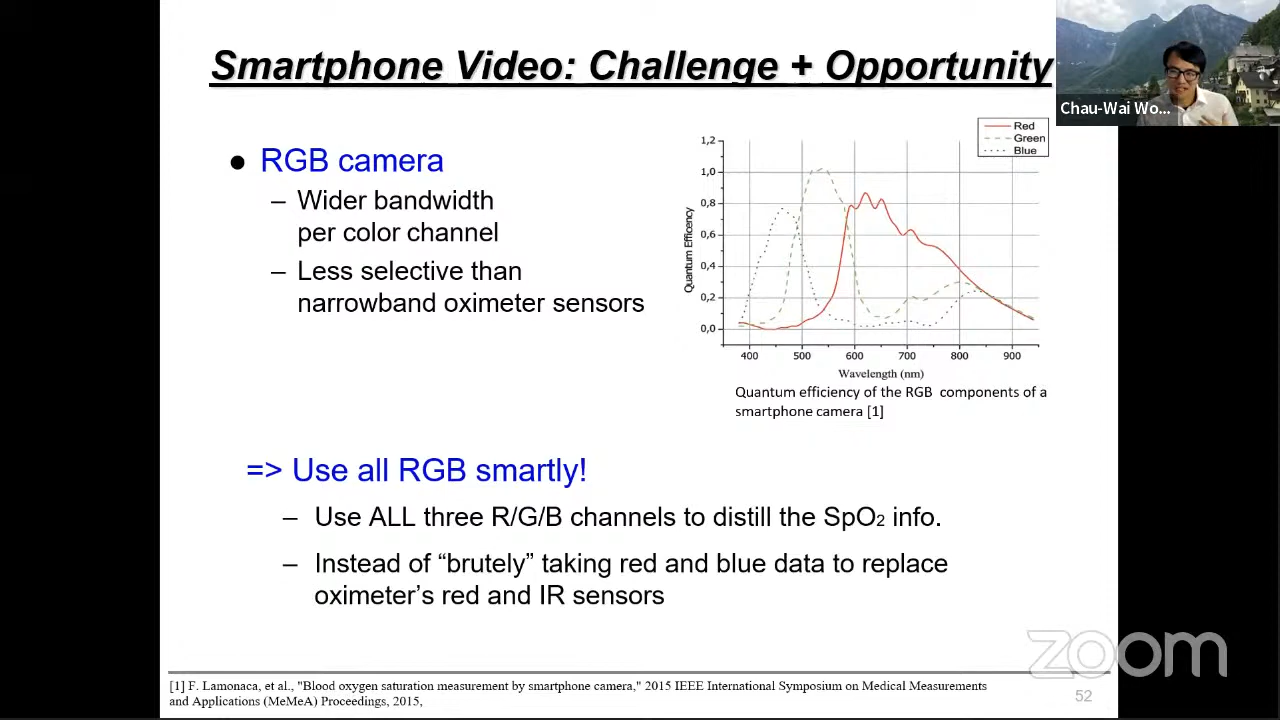 Smartphone Video: Challenge + Opportunity
Chau-Wai Wo...
● RGB camera
– Wider bandwidth
per color channel
– Less selective than
narrowband oximeter sensors
Red
Green
Blue
1,2
1,0
0,8
0,6
0,4
0,2
0,0
Quantum Efficency
400 500 600 700 800 900
Wavelength (nm)
Quantum efficiency of the RGB components of a
smartphone camera [1]
=> Use all RGB smartly!
– Use ALL three R/G/B channels to distill the SpO2 info.
– Instead of “brutely” taking red and blue data to replace
oximeter’s red and IR sensors
zoom
[1] F. Lamonaca, et al., "Blood oxygen saturation measurement by smartphone camera," 2015 IEEE International Symposium on Medical Measurements
and Applications (MeMeA) Proceedings, 2015,
52